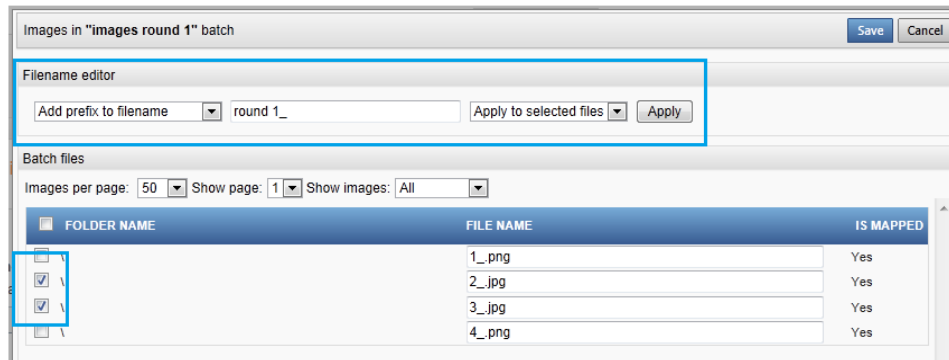 Images in "images round 1" batch Save Cancel
Filename editor
Add prefix to filename round 1_ Apply to selected files Apply
Batch files
Images per page: 50 Show page: 1 Show images: All
FOLDER NAME FILE NAME IS MAPPED
\ 1_.png Yes
\ 2_.jpg Yes
\ 3_.jpg Yes
\ 4_.png Yes